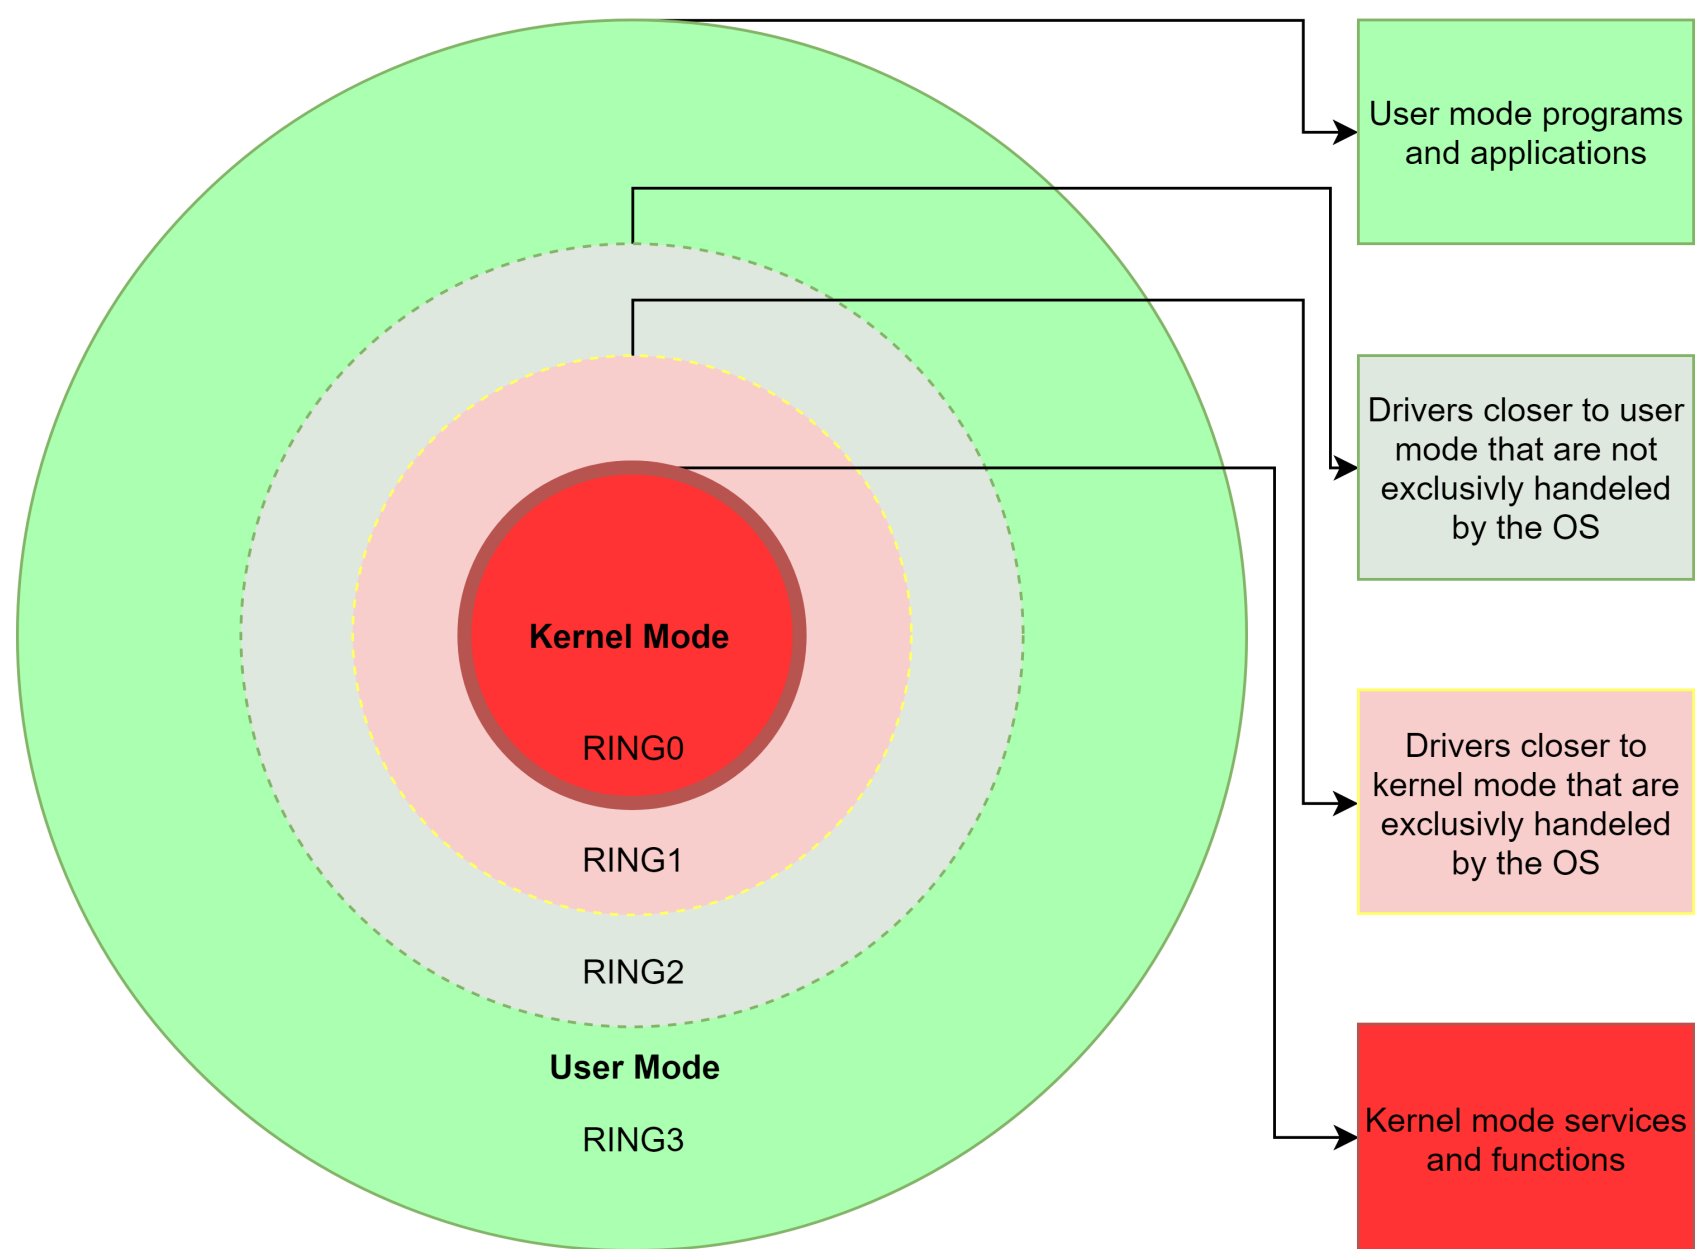 Kernel Mode
RING0
RING1
RING2
User Mode
RING3
User mode programs
and applications
Drivers closer to user
mode that are not
exclusivly handeled
by the OS
Drivers closer to
kernel mode that are
exclusivly handeled
by the OS
Kernel mode services
and functions